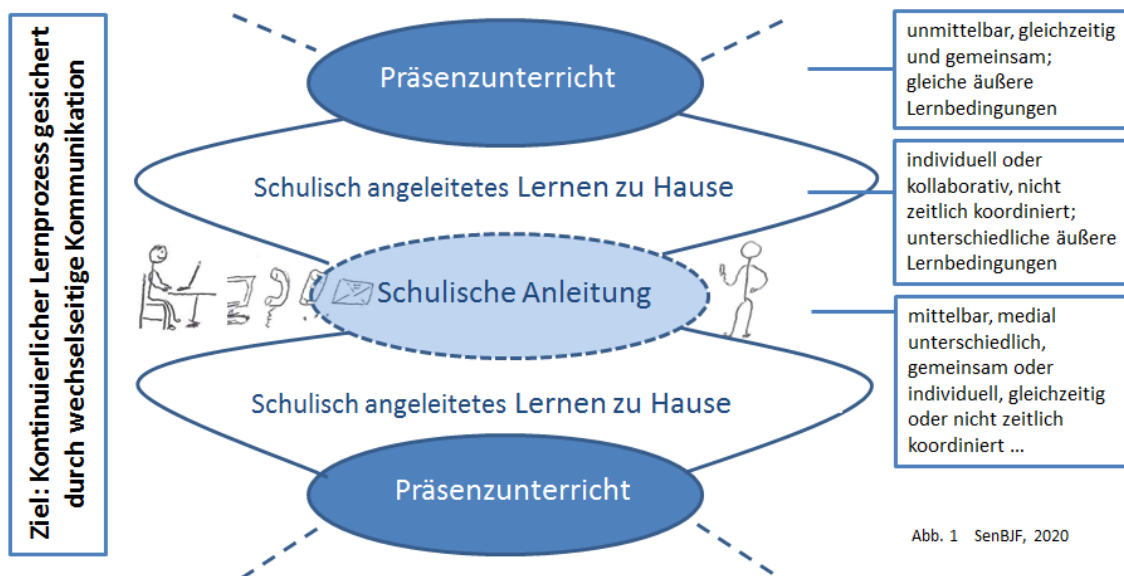 Ziel: Kontinuierlicher Lernprozess gesichert
durch wechselseitige Kommunikation
Präsenzunterricht
unmittelbar, gleichzeitig
und gemeinsam;
gleiche äußere
Lernbedingungen
Schulisch angeleitetes Lernen zu Hause
individuell oder
kollaborativ, nicht
zeitlich koordiniert;
unterschiedliche äußere
Lernbedingungen
Schulische Anleitung
mittelbar, medial
unterschiedlich,
gemeinsam oder
individuell, gleichzeitig
oder nicht zeitlich
koordiniert ...
Schulisch angeleitetes Lernen zu Hause
Präsenzunterricht
Abb. 1 SenBJF, 2020